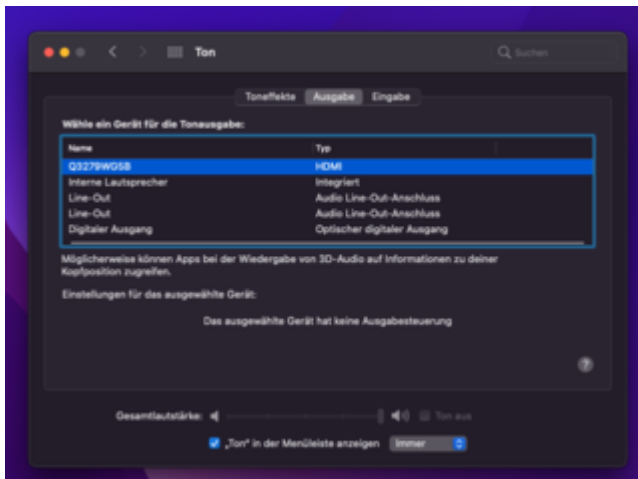 Ton
Suchen
Toneffekte Ausgabe Eingabe
Wähle ein Gerät für die Tonausgabe:
Name Typ
Q3279WG5B HDMI
Interne Lautsprecher Integriert
Line-Out Audio Line-Out-Anschluss
Line-Out Audio Line-Out-Anschluss
Digitaler Ausgang Optischer digitaler Ausgang
Möglicherweise können Apps bei der Wiedergabe von 3D-Audio auf Informationen zu deiner
Kopfposition zugreifen.
Einstellungen für das ausgewählte Gerät:
Das ausgewählte Gerät hat keine Ausgabesteuerung
?
Gesamtlautstärke: Ton aus
„Ton“ in der Menüleiste anzeigen Immer